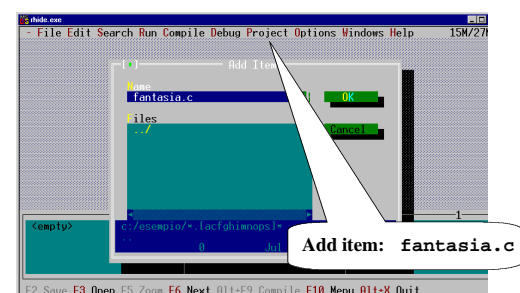 rhide.exe
File Edit Search Run Compile Debug Project Options Windows Help 15M/27
Add Item
Name
fantasia.c
OK
Files
../
Cancel
1
<empty>
c:/esempio/*.[acfghimnops]*
..
0 Jul
Add item: fantasia.c
F2 Save F3 Open F5 Zoom F6 Next Alt+F9 Compile F10 Menu Alt+X Quit